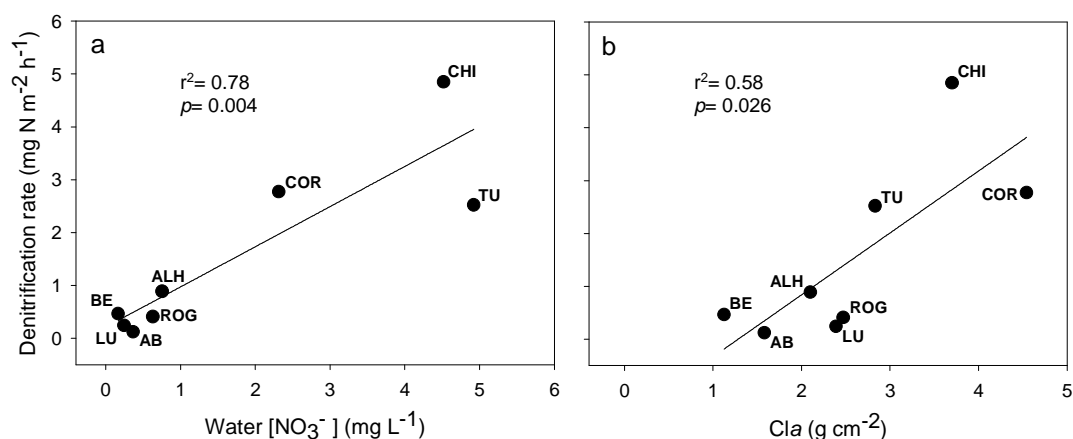 a
r²= 0.78
p= 0.004
CHI
COR
TU
ALH
BE
ROG
LU
AB
6
5
4
3
2
1
0
Denitrification rate (mg N m⁻² h⁻¹)
0 1 2 3 4 5 6
Water [NO₃⁻] (mg L⁻¹)
b
r²= 0.58
p= 0.026
CHI
TU
COR
ALH
BE
ROG
AB
LU
0 1 2 3 4 5
Cla (g cm⁻²)